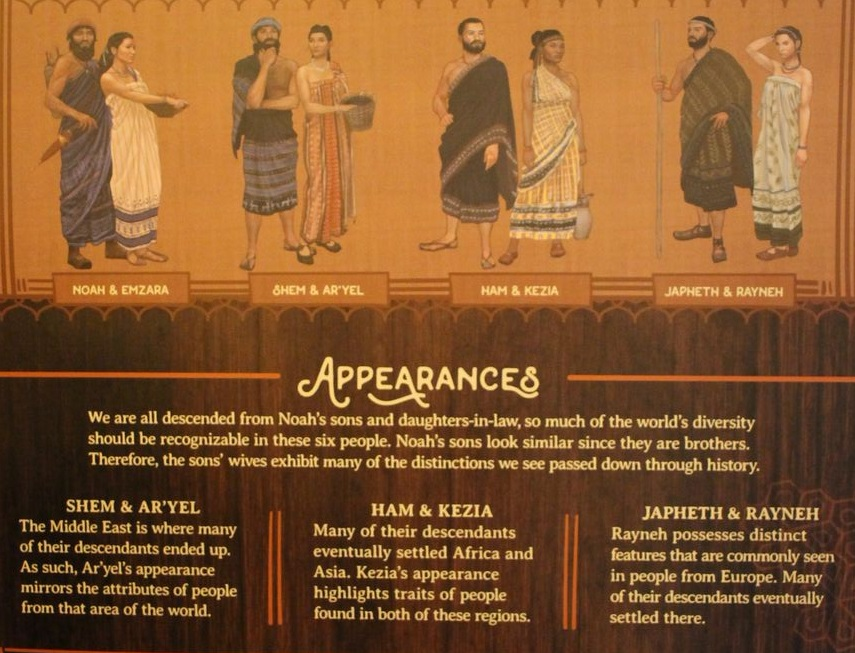 NOAH & EMZARA
SHEM & AR'YEL
HAM & KEZIA
JAPHETH & RAYNEH
APPEARANCES
We are all descended from Noah's sons and daughters-in-law, so much of the world's diversity
should be recognizable in these six people. Noah's sons look similar since they are brothers.
Therefore, the sons' wives exhibit many of the distinctions we see passed down through history.
SHEM & AR'YEL
The Middle East is where many
of their descendants ended up.
As such, Ar'yel's appearance
mirrors the attributes of people
from that area of the world.
HAM & KEZIA
Many of their descendants
eventually settled Africa and
Asia. Kezia's appearance
highlights traits of people
found in both of these regions.
JAPHETH & RAYNEH
Rayneh possesses distinct
features that are commonly seen
in people from Europe. Many
of their descendants eventually
settled there.